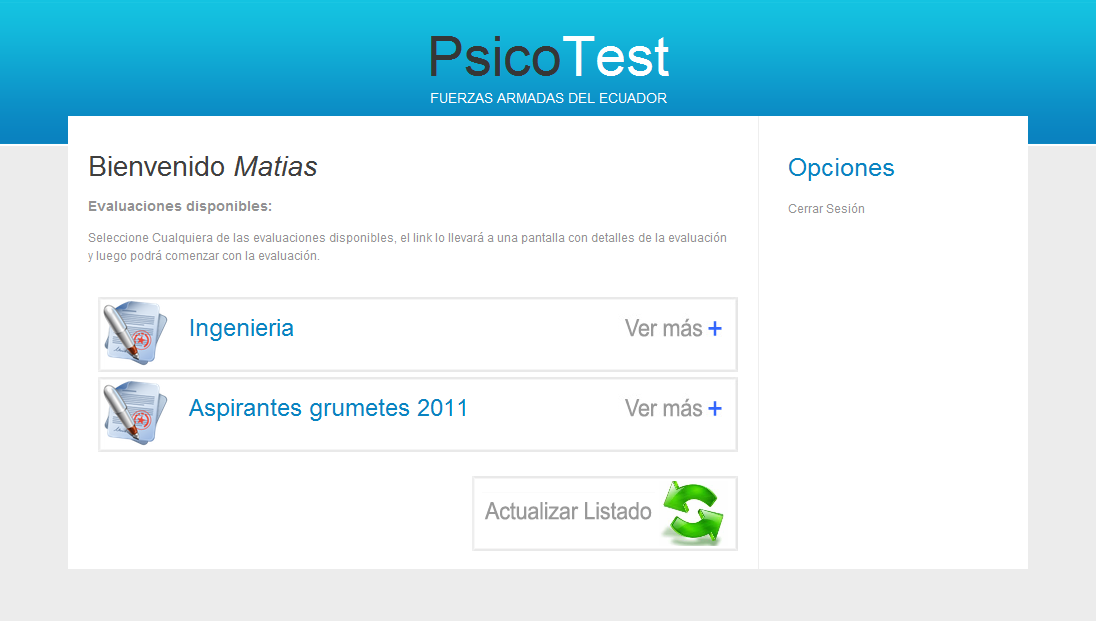 PsicoTest
FUERZAS ARMADAS DEL ECUADOR
Bienvenido Matias
Evaluaciones disponibles:
Seleccione Cualquiera de las evaluaciones disponibles, el link lo llevará a una pantalla con detalles de la evaluación
y luego podrá comenzar con la evaluación.
Ingenieria
Ver más +
Aspirantes grumetes 2011
Ver más +
Actualizar Listado
Opciones
Cerrar Sesión